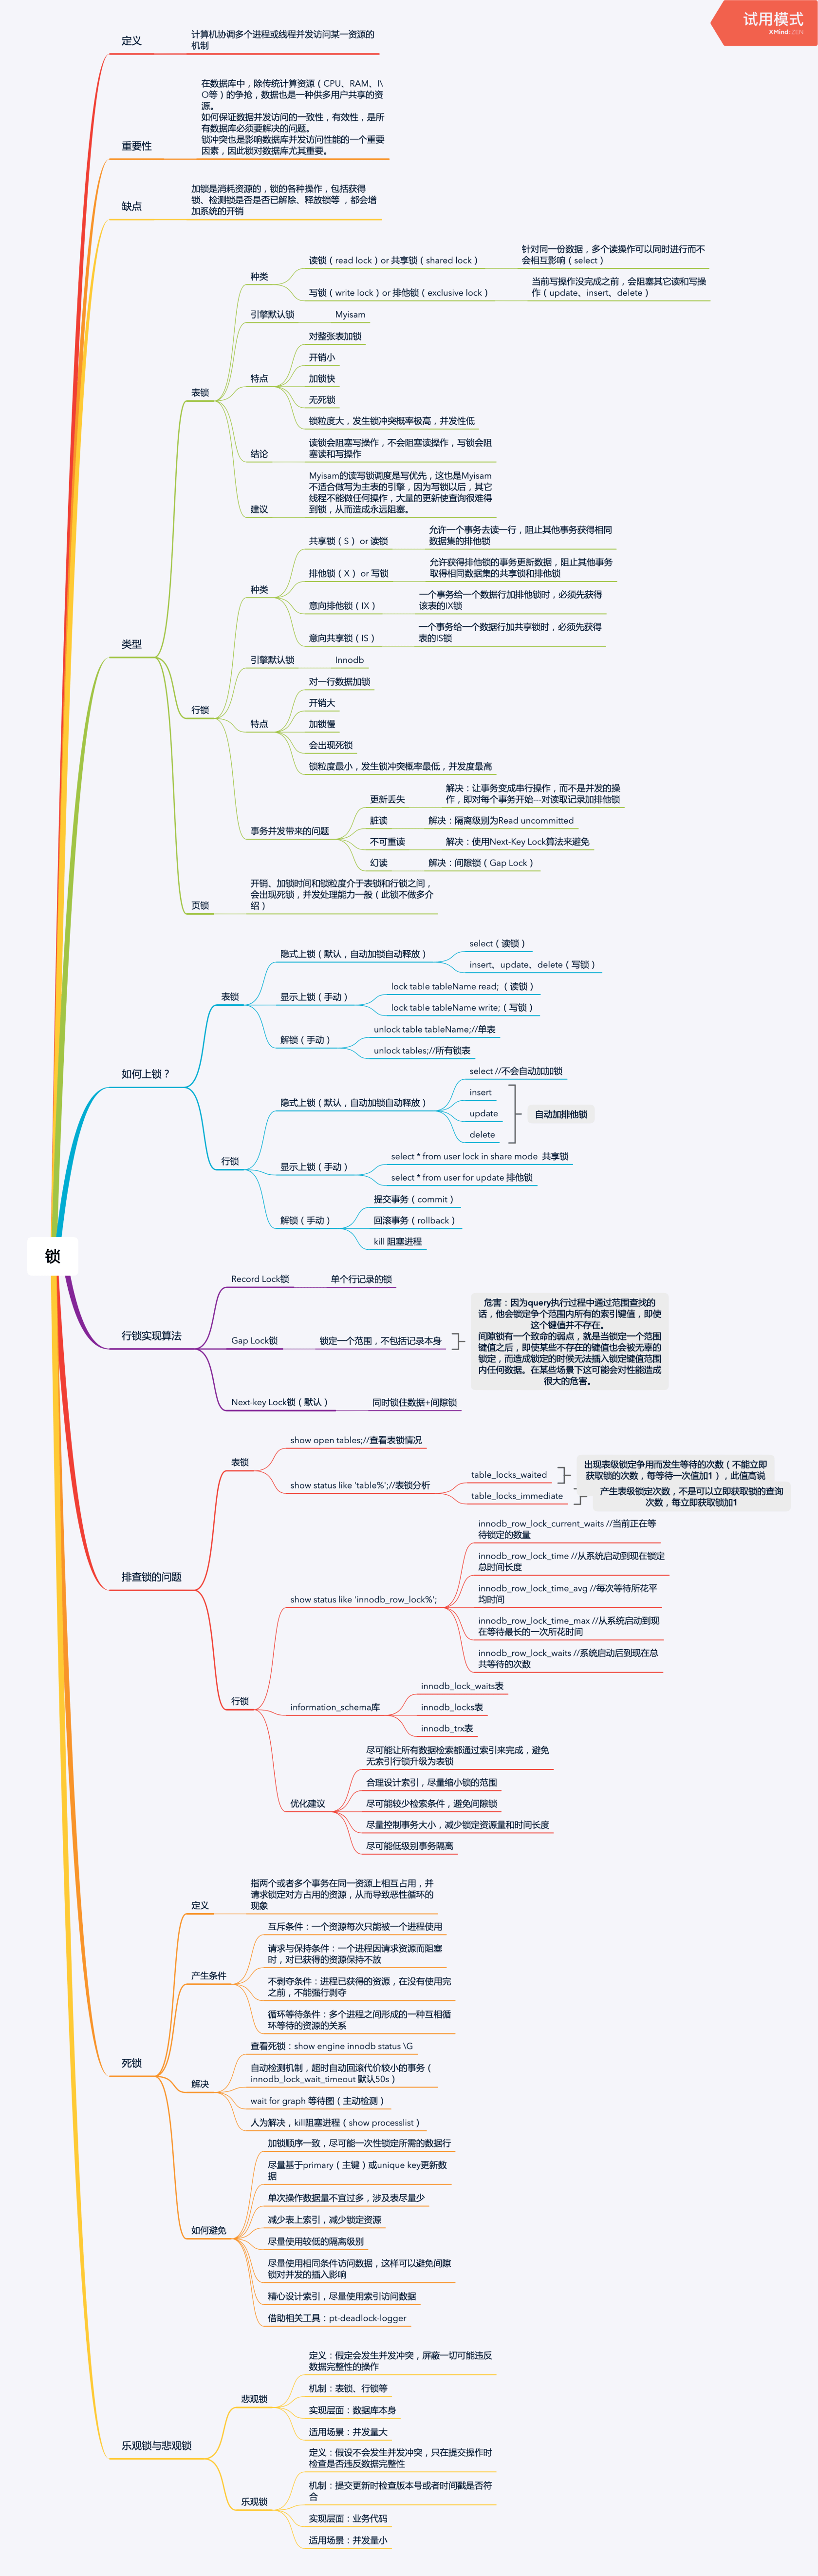 试用模式
XMind:ZEN
锁
定义
计算机协调多个进程或线程并发访问某一资源的
机制
重要性
在数据库中，除传统计算资源（CPU、RAM、I\
O等）的争抢，数据也是一种供多用户共享的资
源。
如何保证数据并发访问的一致性，有效性，是所
有数据库必须要解决的问题。
锁冲突也是影响数据库并发访问性能的一个重要
因素，因此锁对数据库尤其重要。
缺点
加锁是消耗资源的，锁的各种操作，包括获得
锁、检测锁是否是否已解除、释放锁等 ，都会增
加系统的开销
类型
表锁
种类
读锁（read lock）or 共享锁（shared lock）
针对同一份数据，多个读操作可以同时进行而不
会相互影响（select）
写锁（write lock）or 排他锁（exclusive lock）
当前写操作没完成之前，会阻塞其它读和写操
作（update、insert、delete）
引擎默认锁
Myisam
特点
对整张表加锁
开销小
加锁快
无死锁
锁粒度大，发生锁冲突概率极高，并发性低
结论
读锁会阻塞写操作，不会阻塞读操作，写锁会阻
塞读和写操作
建议
Myisam的读写锁调度是写优先，这也是Myisam
不适合做写为主表的引擎，因为写锁以后，其它
线程不能做任何操作，大量的更新使查询很难得
到锁，从而造成永远阻塞。
行锁
种类
共享锁（S）or 读锁
允许一个事务去读一行，阻止其他事务获得相同
数据集的排他锁
排他锁（X）or 写锁
允许获得排他锁的事务更新数据，阻止其他事务
取得相同数据集的共享锁和排他锁
意向排他锁（IX）
一个事务给一个数据行加排他锁时，必须先获得
该表的IX锁
意向共享锁（IS）
一个事务给一个数据行加共享锁时，必须先获得
表的IS锁
引擎默认锁
Innodb
特点
对一行数据加锁
开销大
加锁慢
会出现死锁
锁粒度最小，发生锁冲突概率最低，并发度最高
事务并发带来的问题
更新丢失
解决：让事务变成串行操作，而不是并发的操
作，即对每个事务开始---对读取记录加排他锁
脏读
解决：隔离级别为Read uncommitted
不可重读
解决：使用Next-Key Lock算法来避免
幻读
解决：间隙锁（Gap Lock）
页锁
开销、加锁时间和锁粒度介于表锁和行锁之间，
会出现死锁，并发处理能力一般（此锁不做多介
绍）
如何上锁？
表锁
隐式上锁（默认，自动加锁自动释放）
select（读锁）
insert、update、delete（写锁）
显示上锁（手动）
lock table tableName read;（读锁）
lock table tableName write;（写锁）
解锁（手动）
unlock table tableName;//单表
unlock tables;//所有锁表
行锁
隐式上锁（默认，自动加锁自动释放）
select //不会自动加加锁
insert
update
delete
自动加排他锁
显示上锁（手动）
select * from user lock in share mode  共享锁
select * from user for update 排他锁
解锁（手动）
提交事务（commit）
回滚事务（rollback）
kill 阻塞进程
行锁实现算法
Record Lock锁
单个行记录的锁
Gap Lock锁
锁定一个范围，不包括记录本身
危害：因为query执行过程中通过范围查找的
话，他会锁定争个范围内所有的索引键值，即使
这个键值并不存在。
间隙锁有一个致命的弱点，就是当锁定一个范围
键值之后，即使某些不存在的键值也会被无辜的
锁定，而造成锁定的时候无法插入锁定键值范围
内任何数据。在某些场景下这可能会对性能造成
很大的危害。
Next-key Lock锁（默认）
同时锁住数据+间隙锁
排查锁的问题
表锁
show open tables;//查看表锁情况
show status like 'table%';//表锁分析
table_locks_waited
出现表级锁定争用而发生等待的次数（不能立即
获取锁的次数，每等待一次值加1），此值高说
table_locks_immediate
产生表级锁定次数，不是可以立即获取锁的查询
次数，每立即获取锁加1
行锁
show status like 'innodb_row_lock%';
innodb_row_lock_current_waits //当前正在等
待锁定的数量
innodb_row_lock_time //从系统启动到现在锁定
总时间长度
innodb_row_lock_time_avg //每次等待所花平
均时间
innodb_row_lock_time_max //从系统启动到现
在等待最长的一次所花时间
innodb_row_lock_waits //系统启动后到现在总
共等待的次数
information_schema库
innodb_lock_waits表
innodb_locks表
innodb_trx表
优化建议
尽可能让所有数据检索都通过索引来完成，避免
无索引行锁升级为表锁
合理设计索引，尽量缩小锁的范围
尽可能较少检索条件，避免间隙锁
尽量控制事务大小，减少锁定资源量和时间长度
尽可能低级别事务隔离
死锁
定义
指两个或者多个事务在同一资源上相互占用，并
请求锁定对方占用的资源，从而导致恶性循环的
现象
产生条件
互斥条件：一个资源每次只能被一个进程使用
请求与保持条件：一个进程因请求资源而阻塞
时，对已获得的资源保持不放
不剥夺条件：进程已获得的资源，在没有使用完
之前，不能强行剥夺
循环等待条件：多个进程之间形成的一种互相循
环等待的资源的关系
解决
查看死锁：show engine innodb status \G
自动检测机制，超时自动回滚代价较小的事务（
innodb_lock_wait_timeout 默认50s）
wait for graph 等待图（主动检测）
人为解决，kill阻塞进程（show processlist）
如何避免
加锁顺序一致，尽可能一次性锁定所需的数据行
尽量基于primary（主键）或unique key更新数
据
单次操作数据量不宜过多，涉及表尽量少
减少表上索引，减少锁定资源
尽量使用较低的隔离级别
尽量使用相同条件访问数据，这样可以避免间隙
锁对并发的插入影响
精心设计索引，尽量使用索引访问数据
借助相关工具：pt-deadlock-logger
乐观锁与悲观锁
悲观锁
定义：假定会发生并发冲突，屏蔽一切可能违反
数据完整性的操作
机制：表锁、行锁等
实现层面：数据库本身
适用场景：并发量大
乐观锁
定义：假设不会发生并发冲突，只在提交操作时
检查是否违反数据完整性
机制：提交更新时检查版本号或者时间戳是否符
合
实现层面：业务代码
适用场景：并发量小